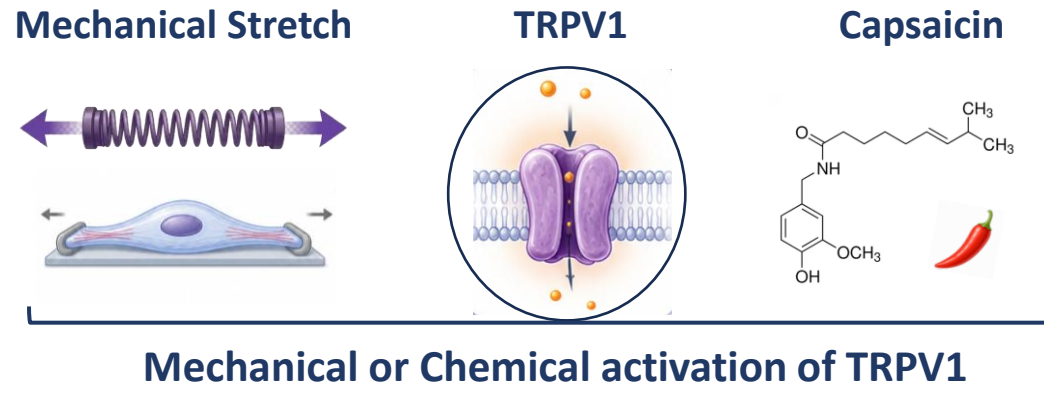 Mechanical Stretch
TRPV1
Capsaicin
CH₃
O
CH₃
NH
OCH₃
OH
Mechanical or Chemical activation of TRPV1